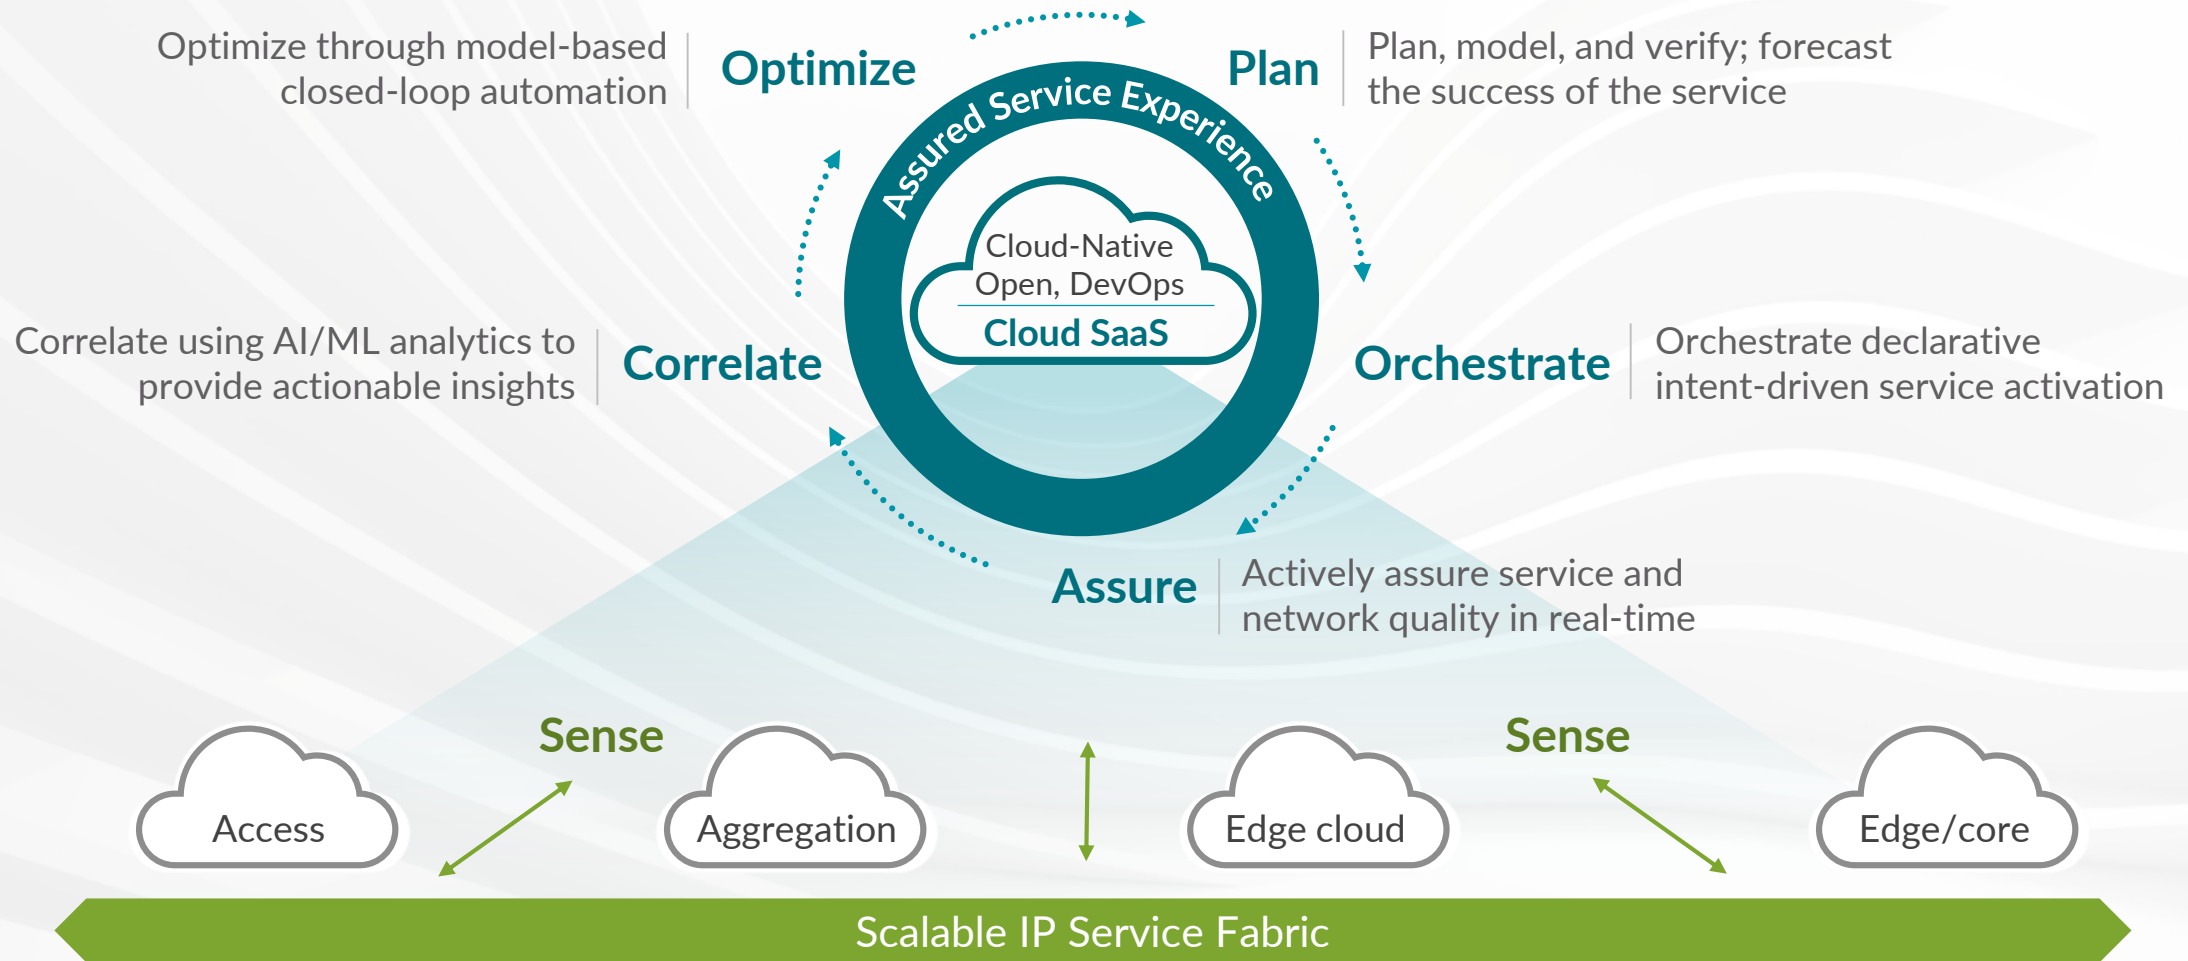 Optimize through model-based
closed-loop automation
Optimize
Plan
Plan, model, and verify; forecast
the success of the service
Assured Service Experience
Cloud-Native
Open, DevOps
Cloud SaaS
Correlate using AI/ML analytics to
provide actionable insights
Correlate
Orchestrate
Orchestrate declarative
intent-driven service activation
Assure
Actively assure service and
network quality in real-time
Sense
Sense
Access
Aggregation
Edge cloud
Edge/core
Scalable IP Service Fabric